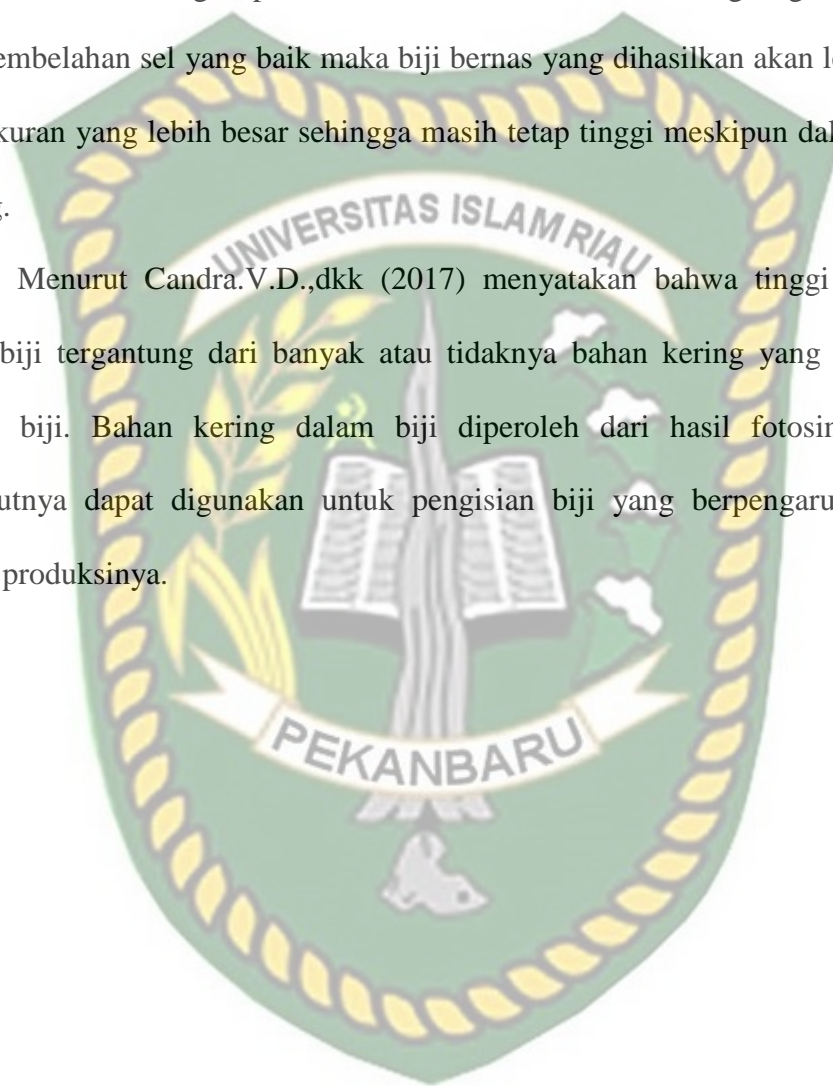 embelahan sel yang baik maka biji bernas yang dihasilkan akan le
kuran yang lebih besar sehingga masih tetap tinggi meskipun dal
g.
UNIVERSITAS ISLAM RIAU
Menurut Candra.V.D.,dkk (2017) menyatakan bahwa tinggi
biji tergantung dari banyak atau tidaknya bahan kering yang
biji. Bahan kering dalam biji diperoleh dari hasil fotosin
utnya dapat digunakan untuk pengisian biji yang berpengaru
produksinya.
PEKANBARU